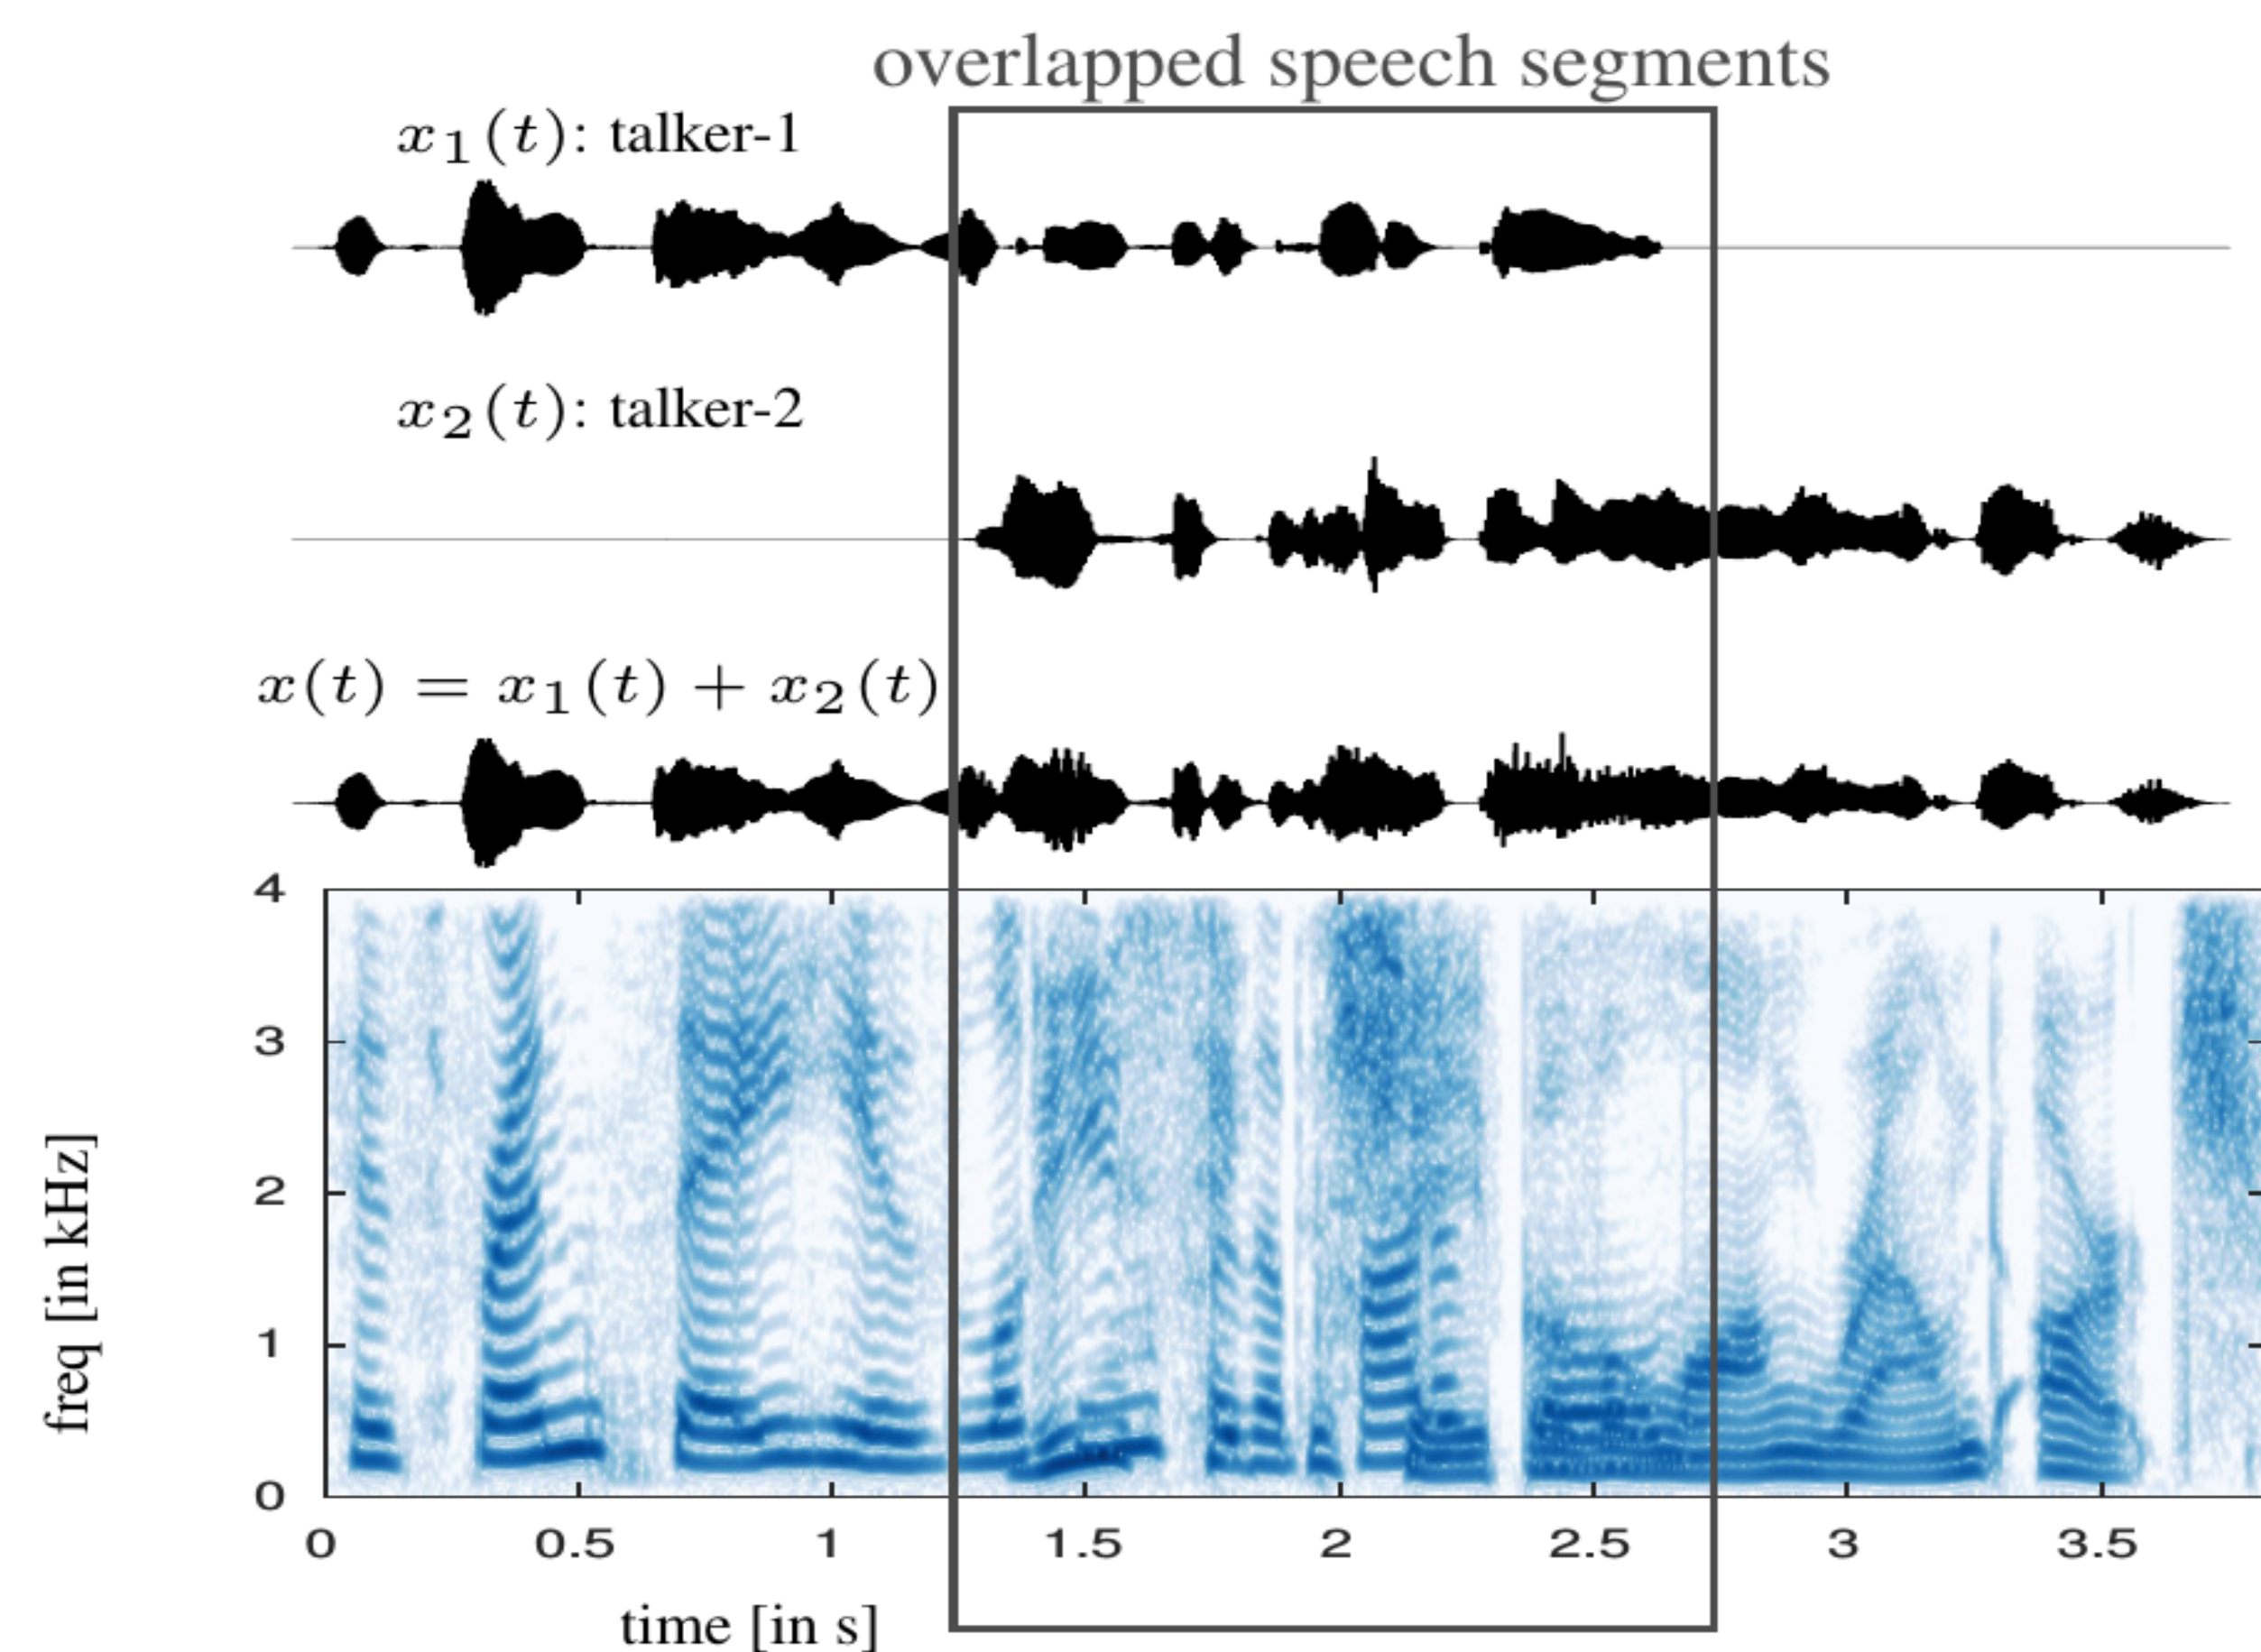 overlapped speech segments
x₁(t): talker-1
x₂(t): talker-2
x(t) = x₁(t) + x₂(t)
4
3
2
1
0
freq [in kHz]
0 0.5 1 1.5 2 2.5 3 3.5
time [in s]